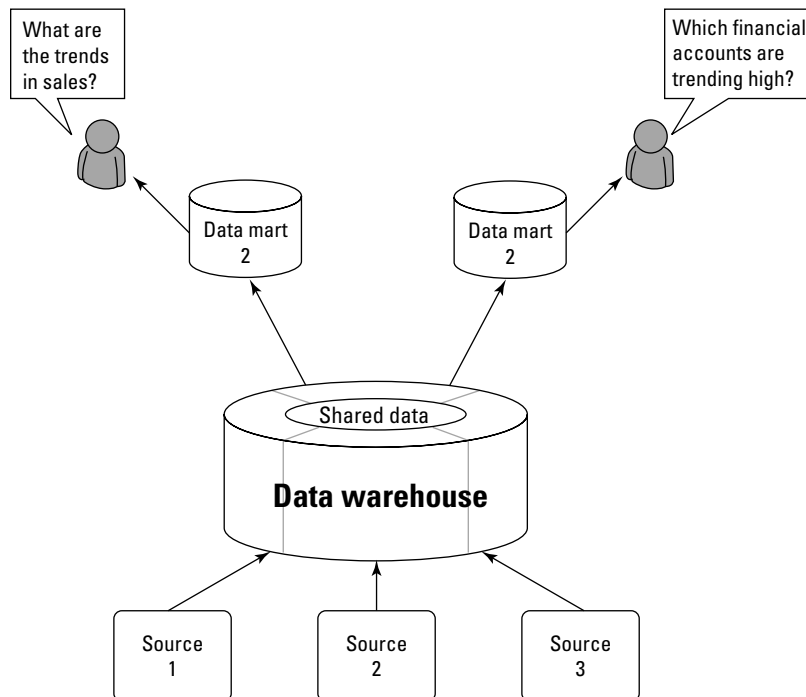 What are
the trends
in sales?
Which financial
accounts are
trending high?
Data mart
2
Data mart
2
Shared data
Data warehouse
Source
1
Source
2
Source
3